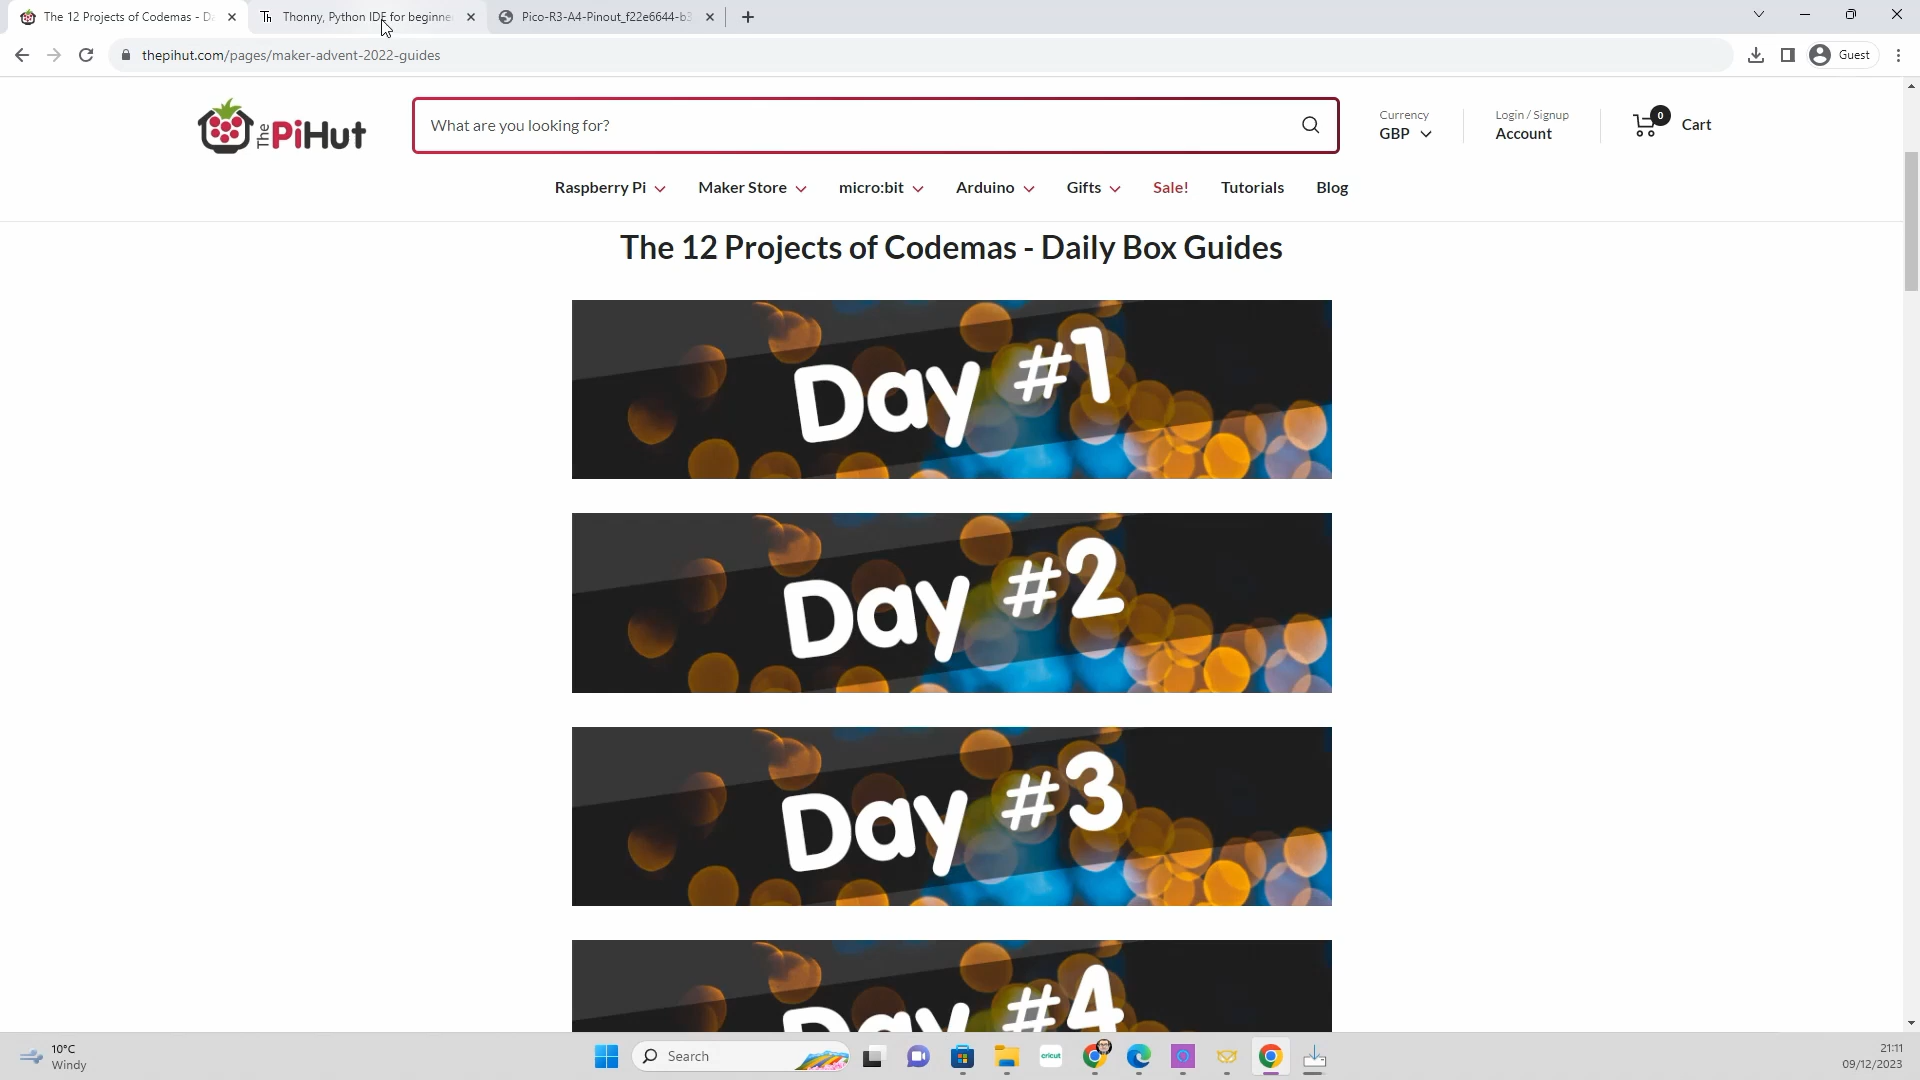 The 12 Projects of Codemas - D
Thonny, Python IDE for beginne
Pico-R3-A4-Pinout_f22e6644-b3
thepihut.com/pages/maker-advent-2022-guides
Guest
The PiHut
What are you looking for?
Currency
GBP
Login / Signup
Account
0
Cart
Raspberry Pi
Maker Store
micro:bit
Arduino
Gifts
Sale!
Tutorials
Blog
The 12 Projects of Codemas - Daily Box Guides
Day #1
Day #2
Day #3
Day #4
10°C
Windy
Search
cricut
21:11
09/12/2023